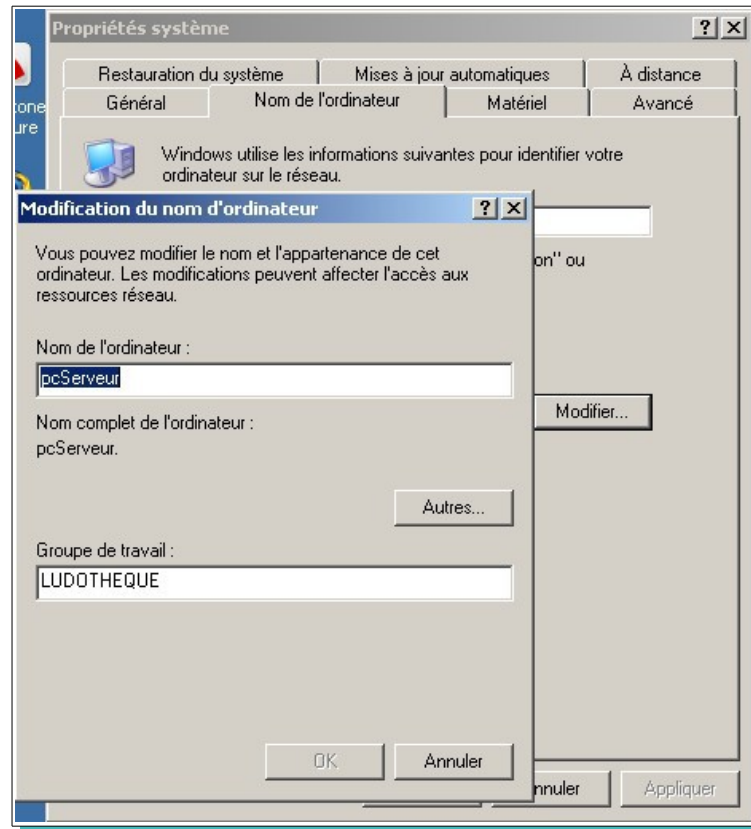 Propriétés système
Restauration du système
Mises à jour automatiques
À distance
Général
Nom de l'ordinateur
Matériel
Avancé
Windows utilise les informations suivantes pour identifier votre
ordinateur sur le réseau.
Modification du nom d'ordinateur
Vous pouvez modifier le nom et l'appartenance de cet
ordinateur. Les modifications peuvent affecter l'accès aux
ressources réseau.
on" ou
Nom de l'ordinateur :
pcServeur
Modifier...
Nom complet de l'ordinateur :
pcServeur.
Autres...
Groupe de travail :
LUDOTHEQUE
OK
Annuler
nnuler
Appliquer